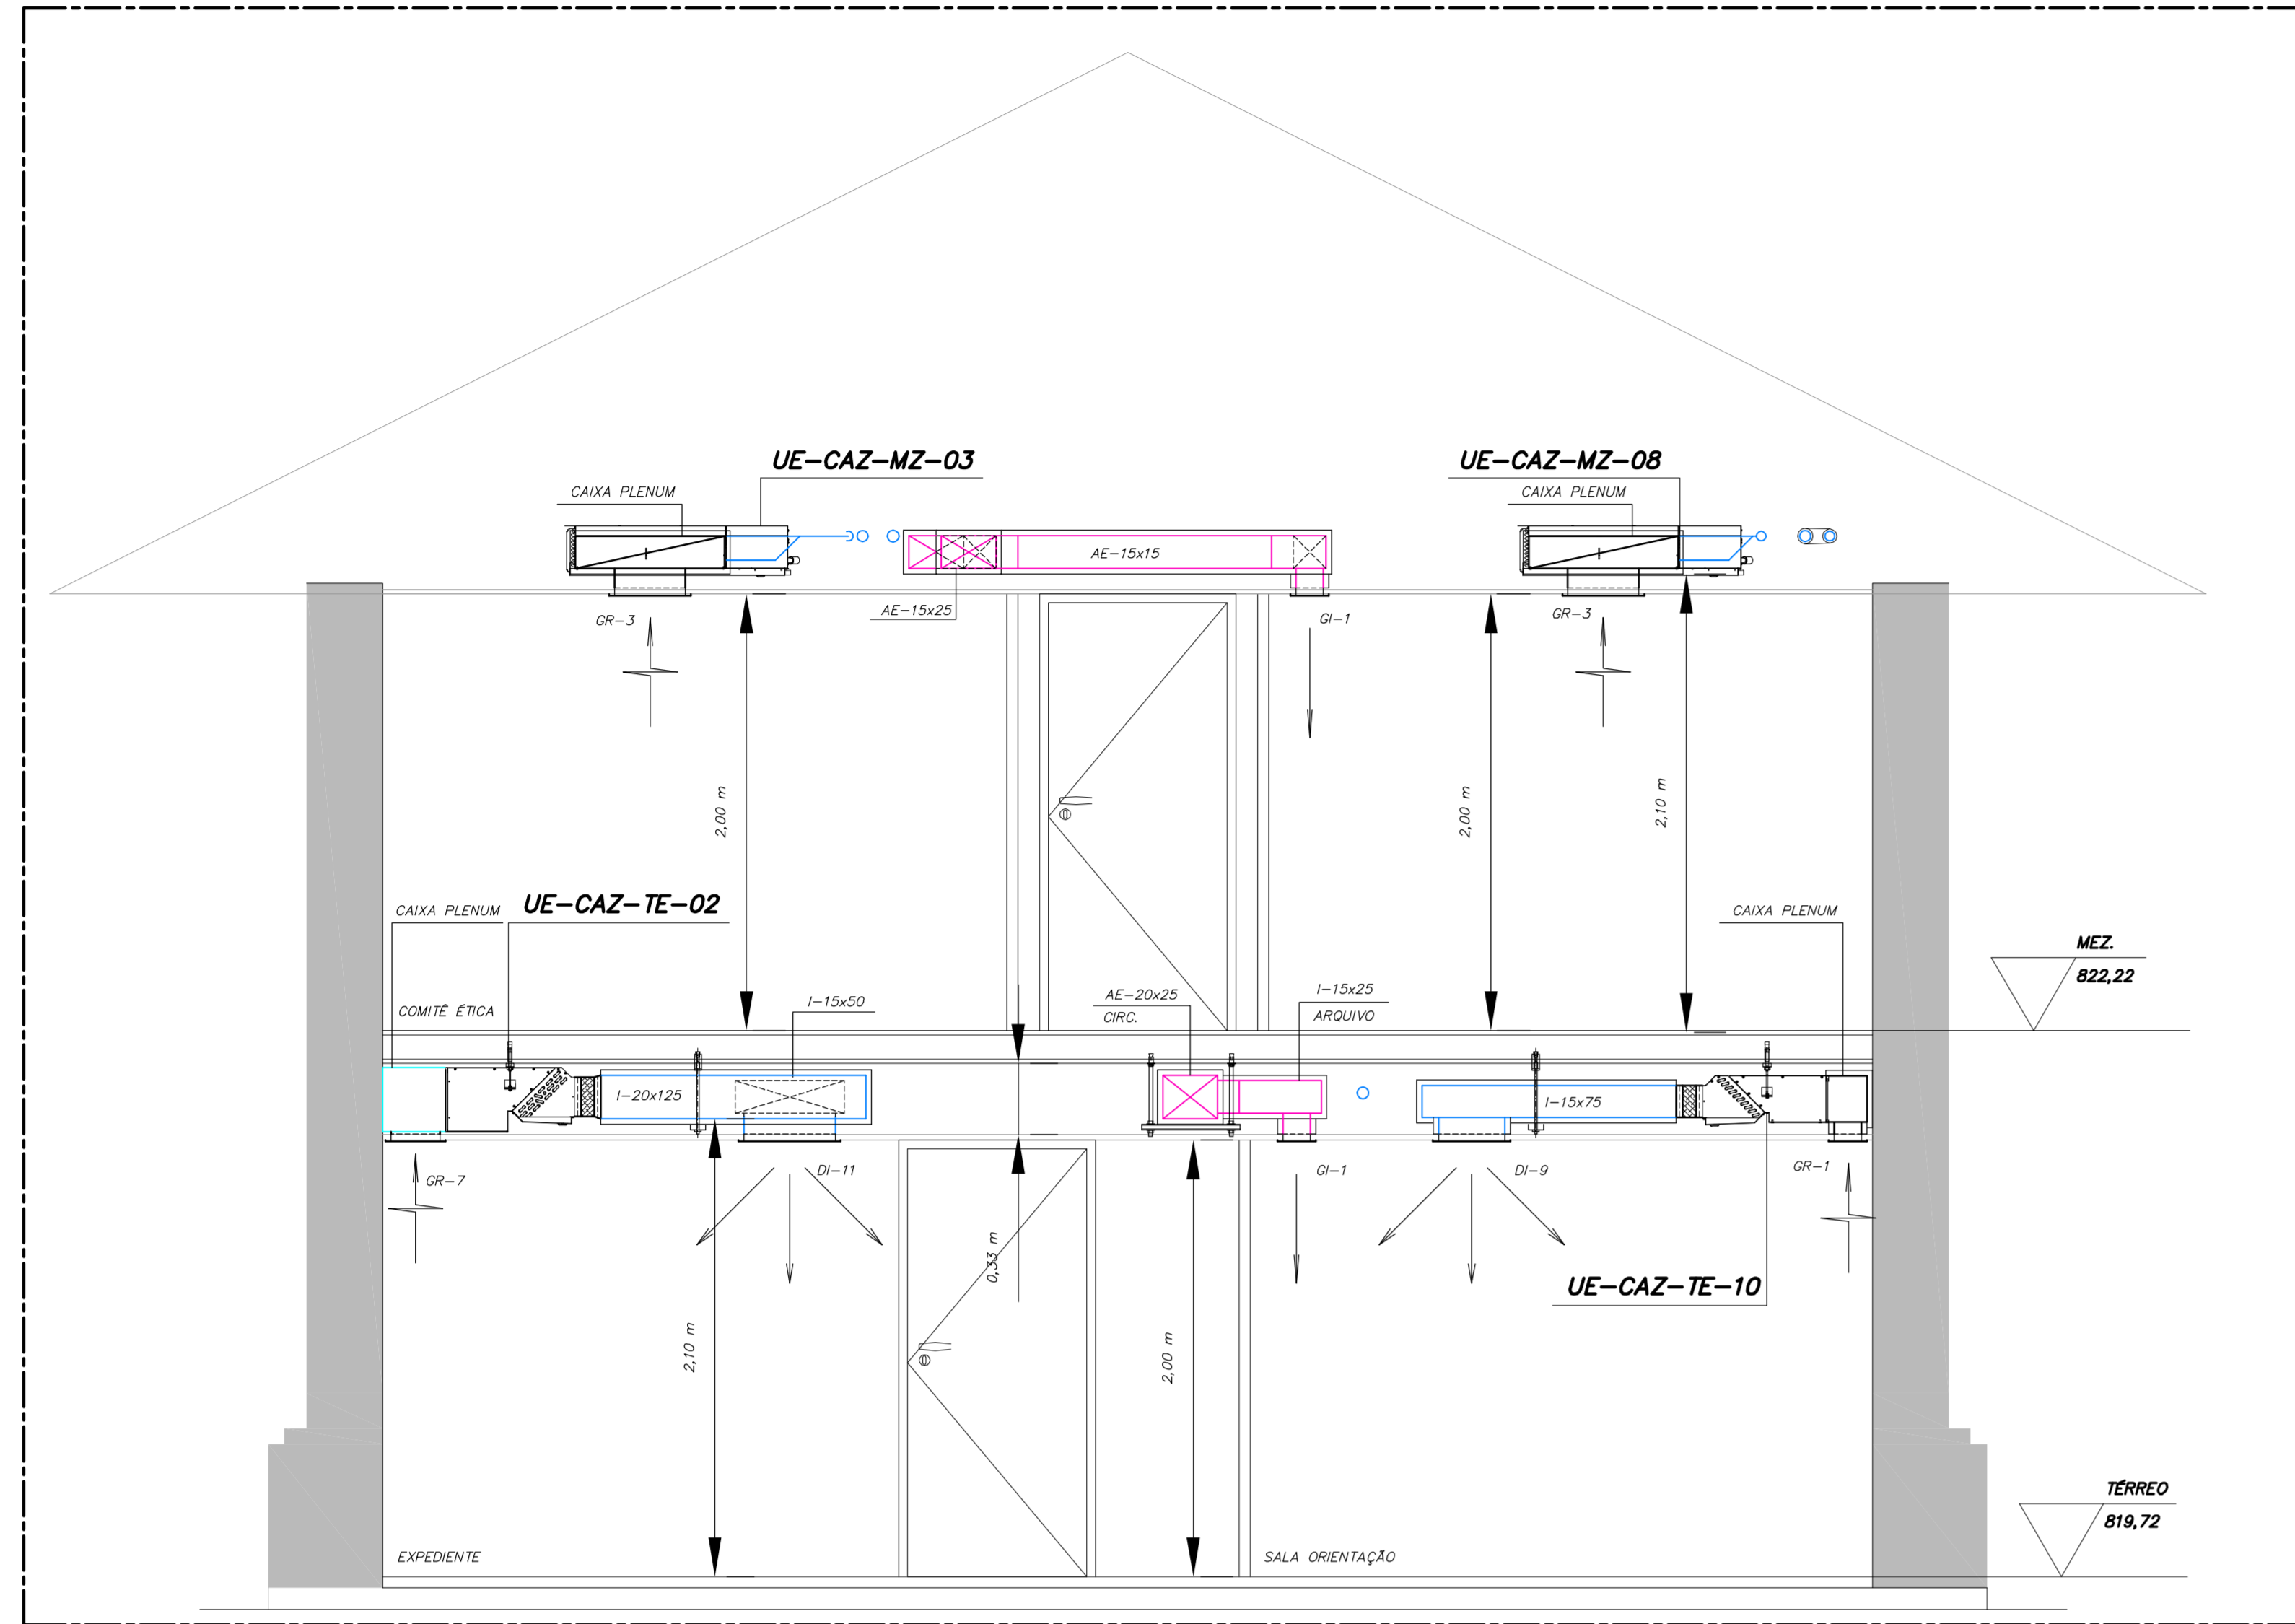 UE-CAZ-MZ-03
UE-CAZ-MZ-08
CAIXA PLENUM
CAIXA PLENUM
AE-15x15
AE-15x25
GR-3
GI-1
GR-3
2,00 m
2,00 m
2,10 m
CAIXA PLENUM
UE-CAZ-TE-02
CAIXA PLENUM
MEZ.
822,22
COMITÊ ÉTICA
I-15x50
AE-20x25
CIRC.
I-15x25
ARQUIVO
I-20x125
I-15x75
GR-7
DI-11
GI-1
DI-9
GR-1
0,33 m
UE-CAZ-TE-10
2,10 m
2,00 m
TÉRREO
819,72
EXPEDIENTE
SALA ORIENTAÇÃO